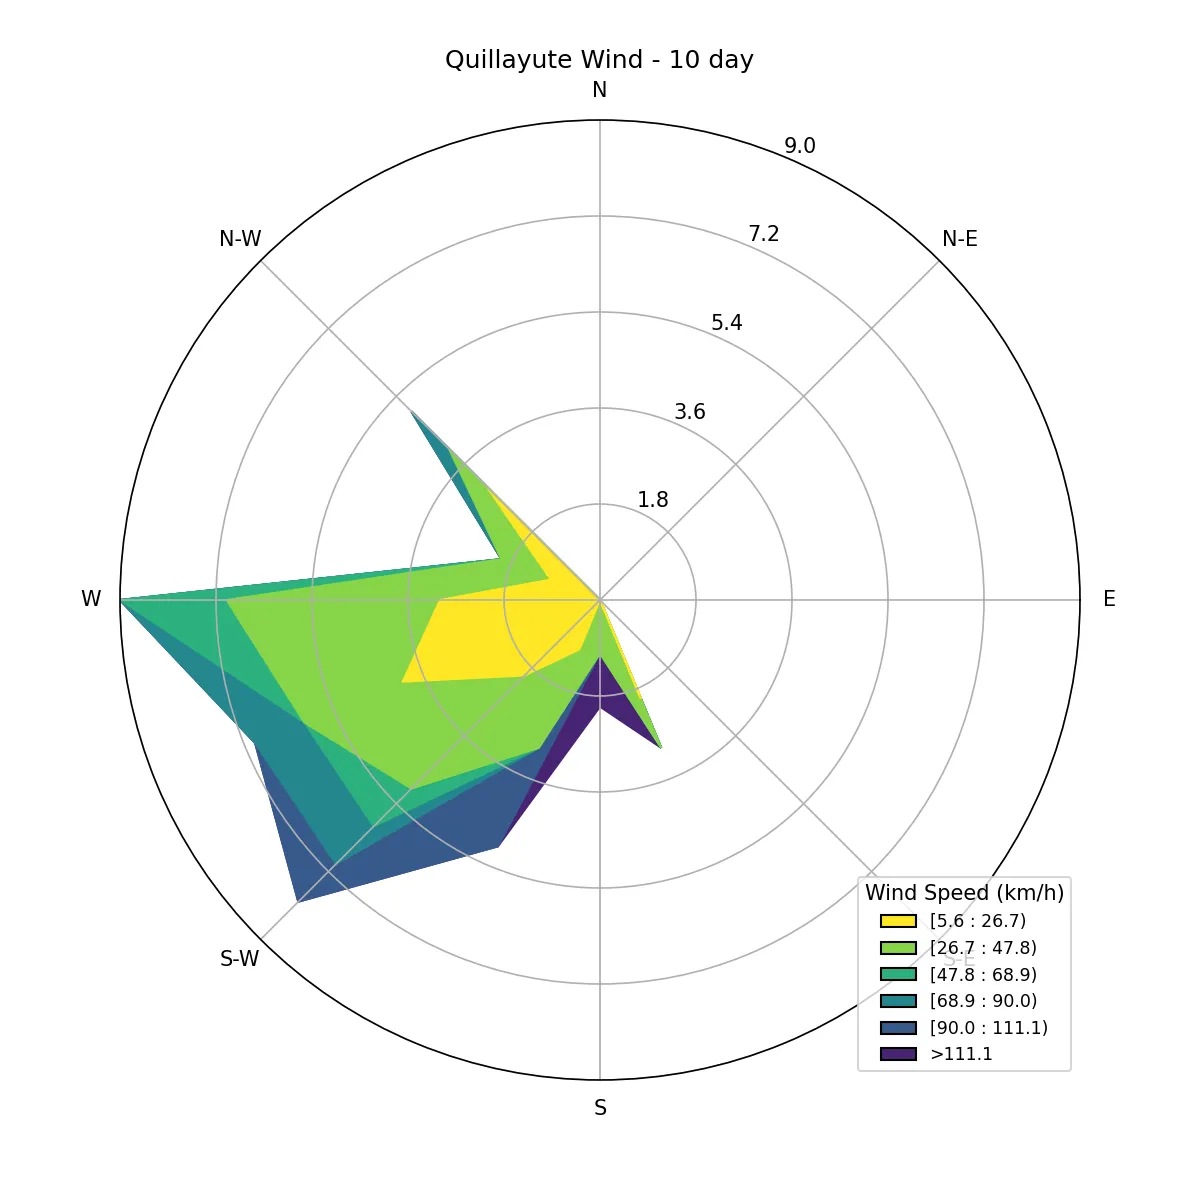 Quillayute Wind - 10 day
N
9.0
N-W
7.2
N-E
5.4
3.6
1.8
W
E
S-W
S-E
S
Wind Speed (km/h)
[5.6 : 26.7)
[26.7 : 47.8)
[47.8 : 68.9)
[68.9 : 90.0)
[90.0 : 111.1)
>111.1